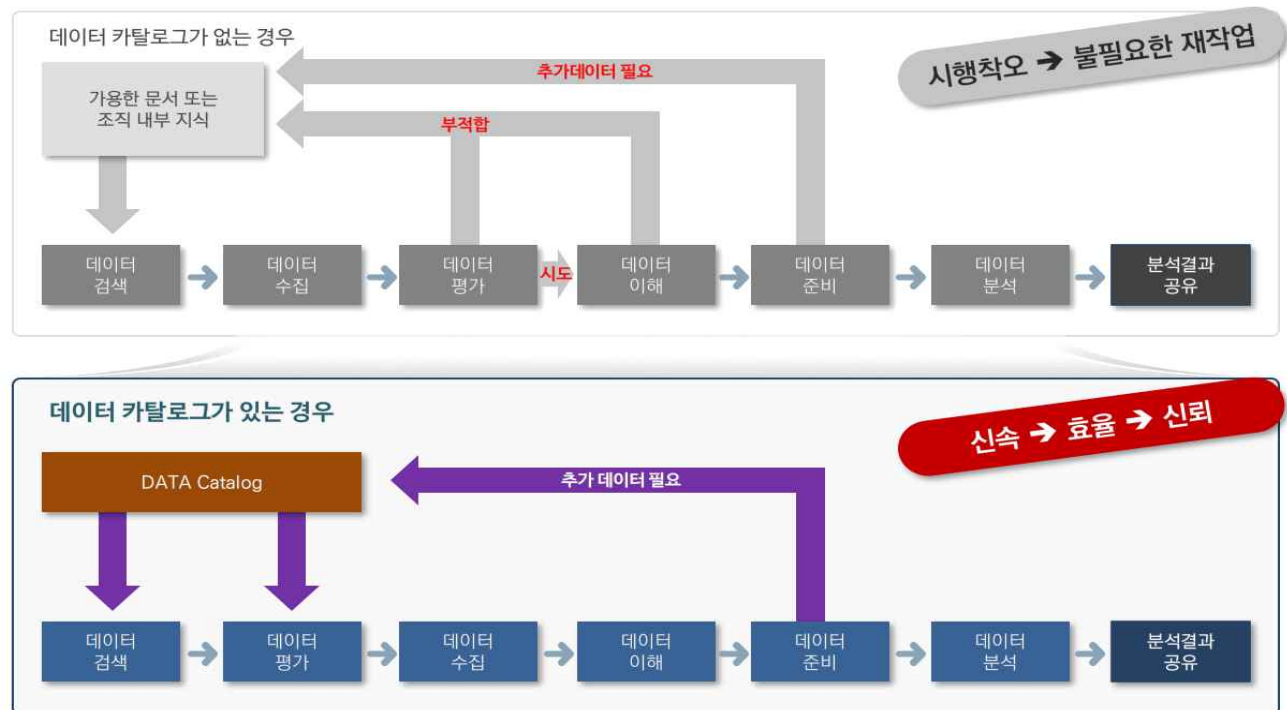 데이터 카탈로그가 없는 경우
시행착오 → 불필요한 재작업
가용한 문서 또는
조직 내부 지식
추가데이터 필요
부적합
데이터
검색
데이터
수집
데이터
평가
시도
데이터
이해
데이터
준비
데이터
분석
분석결과
공유
데이터 카탈로그가 있는 경우
신속 → 효율 → 신뢰
DATA Catalog
추가 데이터 필요
데이터
검색
데이터
평가
데이터
수집
데이터
이해
데이터
준비
데이터
분석
분석결과
공유